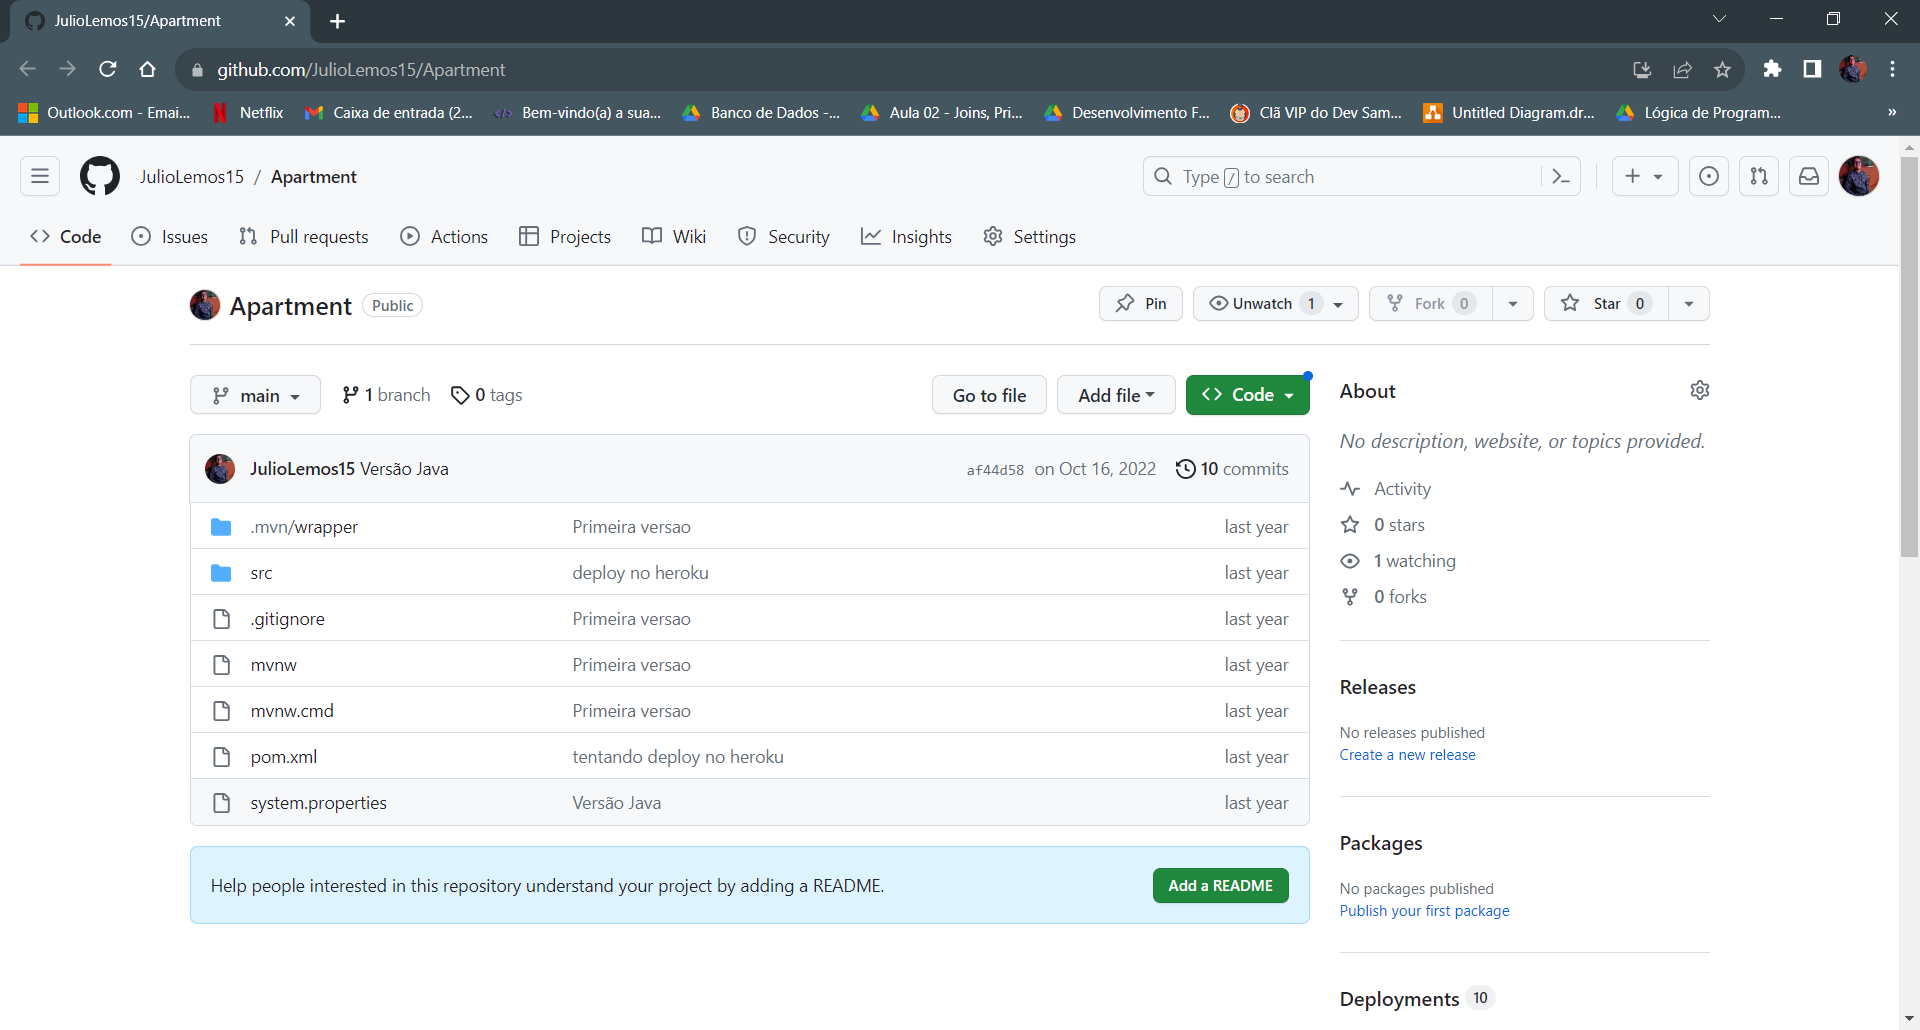 JulioLemos15/Apartment
github.com/JulioLemos15/Apartment
Outlook.com - Emai...
Netflix
Caixa de entrada (2...
Bem-vindo(a) a sua...
Banco de Dados -...
Aula 02 - Joins, Pri...
Desenvolvimento F...
Clã VIP do Dev Sam...
Untitled Diagram.dr...
Lógica de Program...
»
JulioLemos15 / Apartment
Type / to search
Code
Issues
Pull requests
Actions
Projects
Wiki
Security
Insights
Settings
Apartment Public
Pin
Unwatch 1
Fork 0
Star 0
main
1 branch
0 tags
Go to file
Add file
Code
JulioLemos15 Versão Java af44d58 on Oct 16, 2022 10 commits
.mvn/wrapper Primeira versao last year
src deploy no heroku last year
.gitignore Primeira versao last year
mvnw Primeira versao last year
mvnw.cmd Primeira versao last year
pom.xml tentando deploy no heroku last year
system.properties Versão Java last year
Help people interested in this repository understand your project by adding a README.
Add a README
About
No description, website, or topics provided.
Activity
0 stars
1 watching
0 forks
Releases
No releases published
Create a new release
Packages
No packages published
Publish your first package
Deployments 10